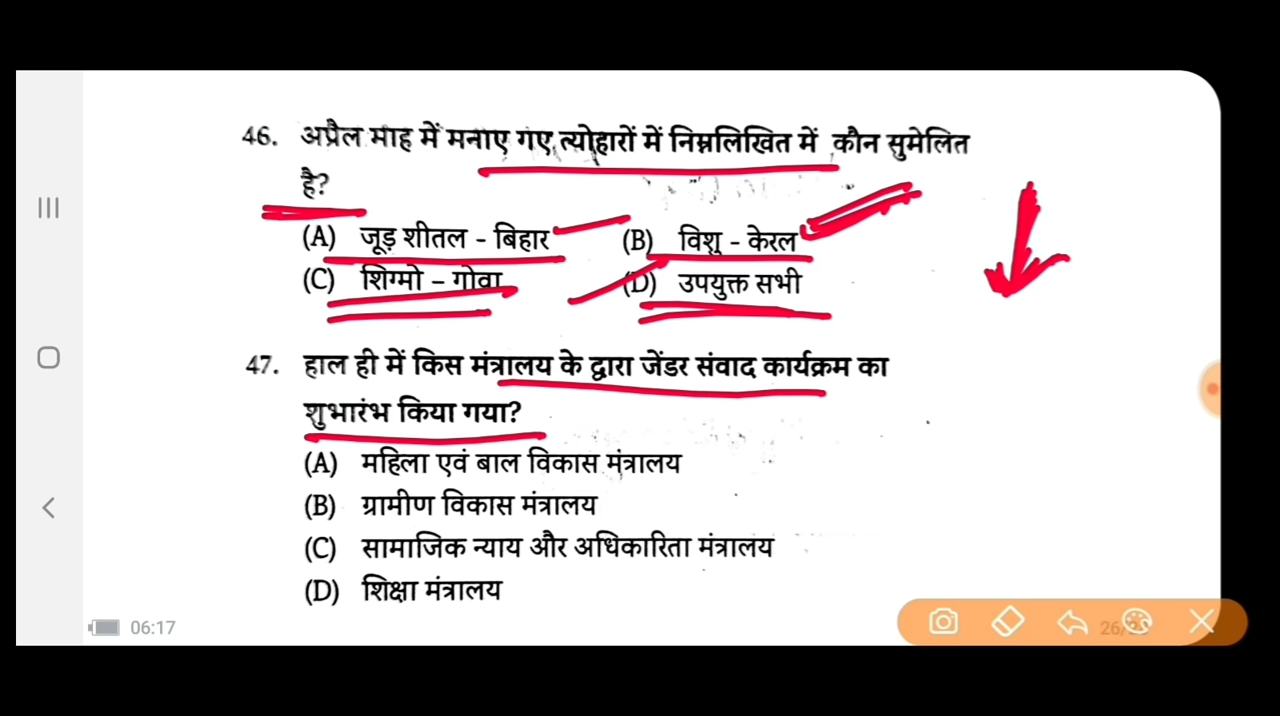 46. अप्रैल माह में मनाए गए त्योहारों में निम्नलिखित में कौन सुमेलित
है?
(A) जूड़ शीतल - बिहार (B) विशु - केरल
(C) शिग्मो – गोवा (D) उपयुक्त सभी
47. हाल ही में किस मंत्रालय के द्वारा जेंडर संवाद कार्यक्रम का
शुभारंभ किया गया?
(A) महिला एवं बाल विकास मंत्रालय
(B) ग्रामीण विकास मंत्रालय
(C) सामाजिक न्याय और अधिकारिता मंत्रालय
(D) शिक्षा मंत्रालय
06:17